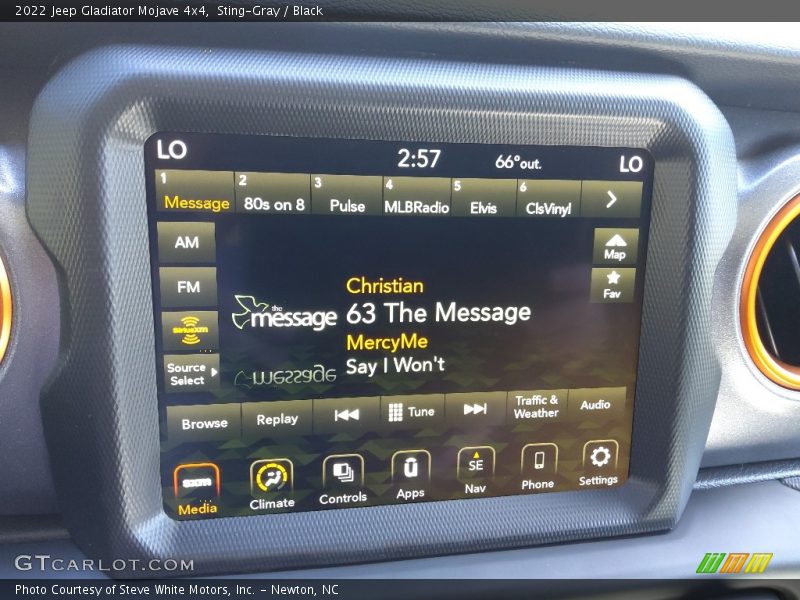 2022 Jeep Gladiator Mojave 4x4, Sting-Gray / Black
LO 2:57 66° out. LO
1 Message 2 80s on 8 3 Pulse 4 MLBRadio 5 Elvis 6 ClsVinyl >
AM
Map
FM
Fav
Christian
the message 63 The Message
siriusxm
MercyMe
Source Select
Say I Won't
Browse Replay Tune Traffic & Weather Audio
sxm
SE
Media Climate Controls Apps Nav Phone Settings
GTCARLOT.COM
Photo Courtesy of Steve White Motors, Inc. - Newton, NC